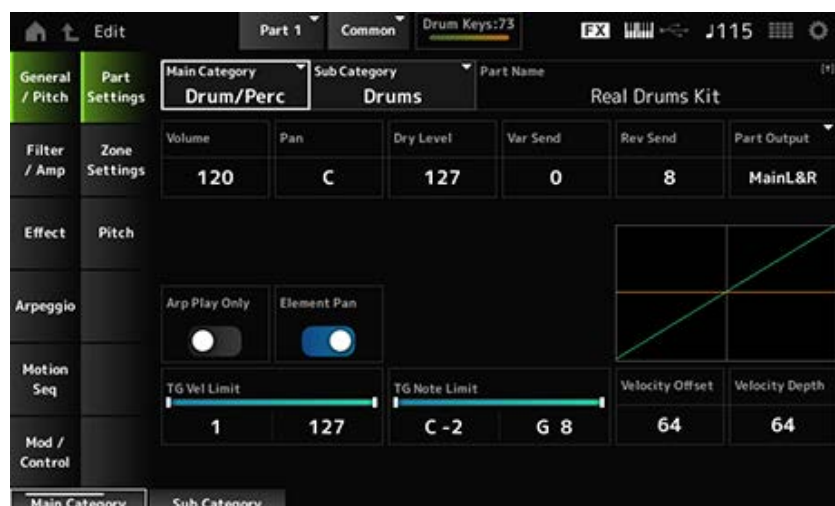 Edit
Part 1
Common
Drum Keys:73
FX
♩115
General / Pitch
Part Settings
Main Category
Drum/Perc
Sub Category
Drums
Part Name
Real Drums Kit
Filter / Amp
Zone Settings
Volume
120
Pan
C
Dry Level
127
Var Send
0
Rev Send
8
Part Output
MainL&R
Effect
Pitch
Arpeggio
Arp Play Only
Element Pan
Motion Seq
TG Vel Limit
1
127
TG Note Limit
C -2
G 8
Velocity Offset
64
Velocity Depth
64
Mod / Control
Main Category
Sub Category